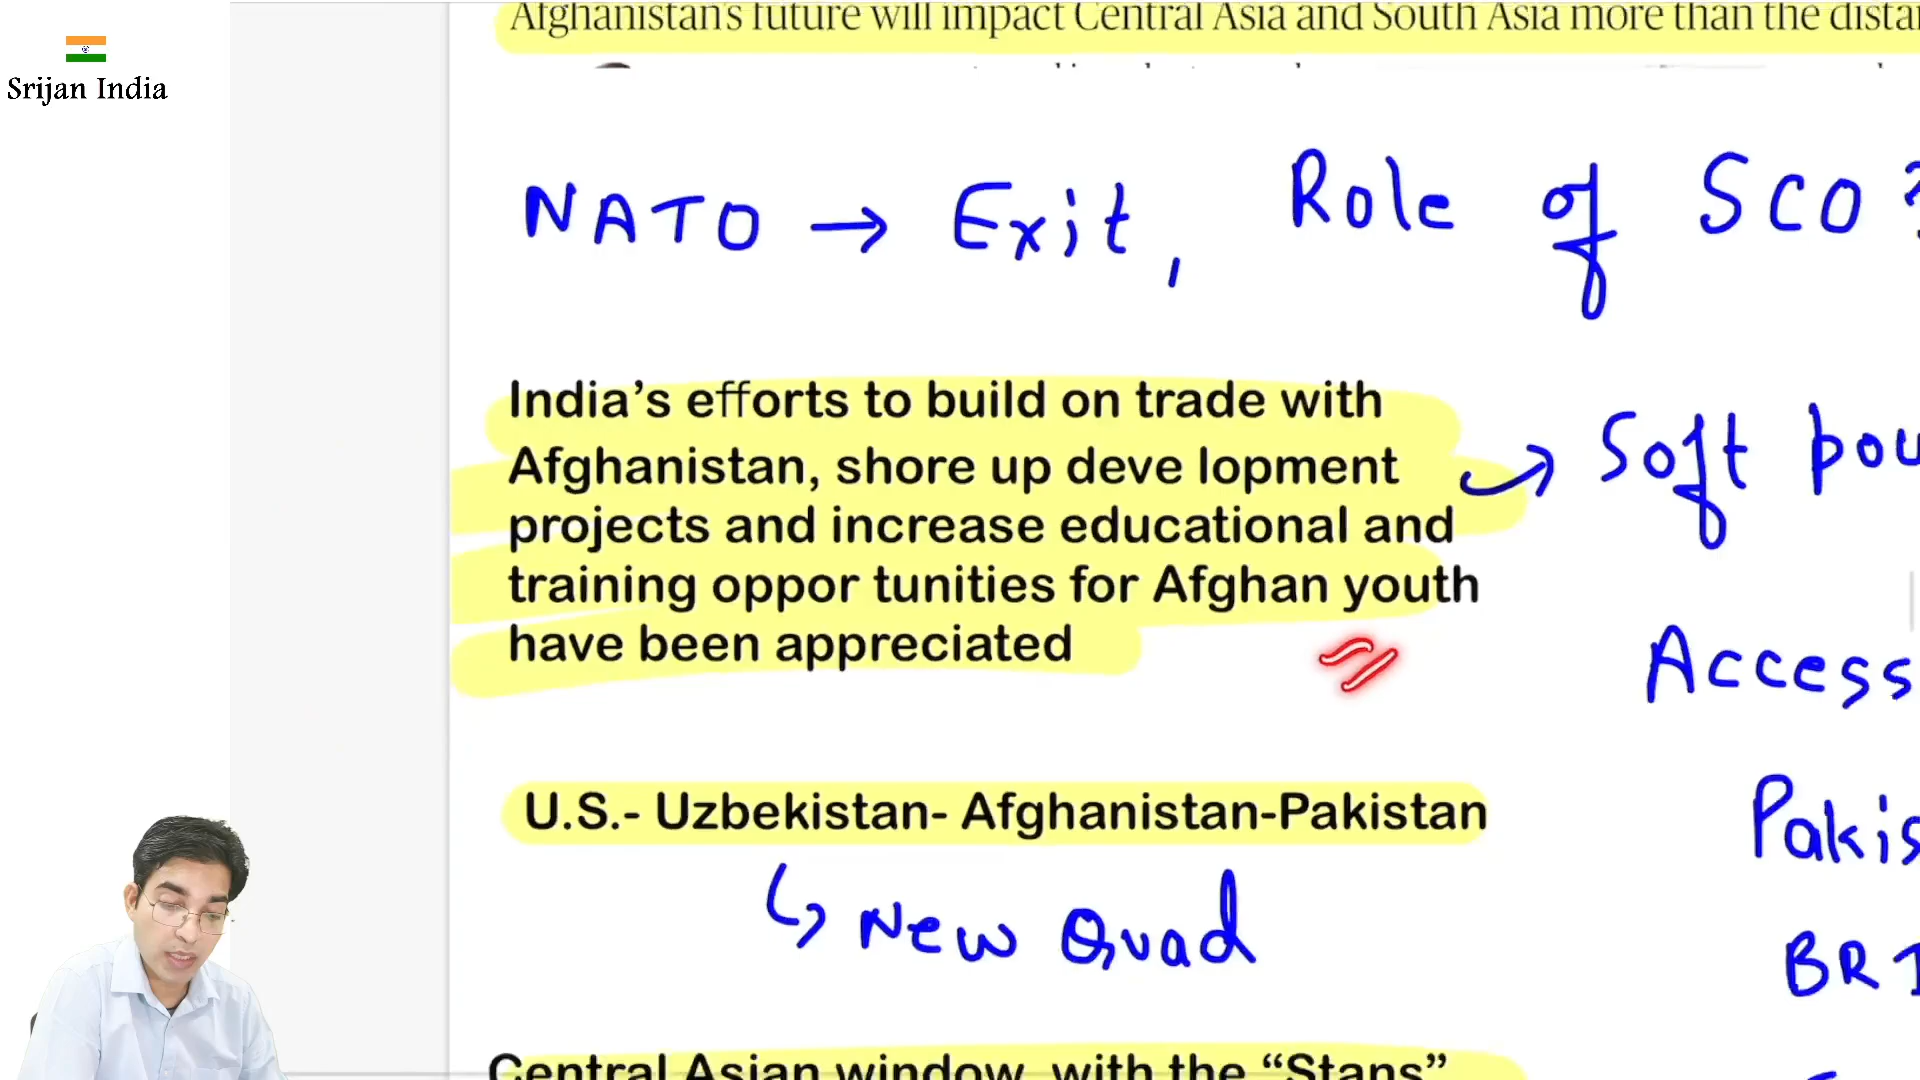 Afghanistan's future will impact Central Asia and South Asia more than the
Srijan India
NATO → Exit, Role of SCO ?
India's efforts to build on trade with
Afghanistan, shore up deve lopment
projects and increase educational and
training oppor tunities for Afghan youth
have been appreciated
→ Soft pow
Access
U.S.- Uzbekistan- Afghanistan-Pakistan
Pakis
↳ New Quad
BRI
Central Asian window, with the “Stans”